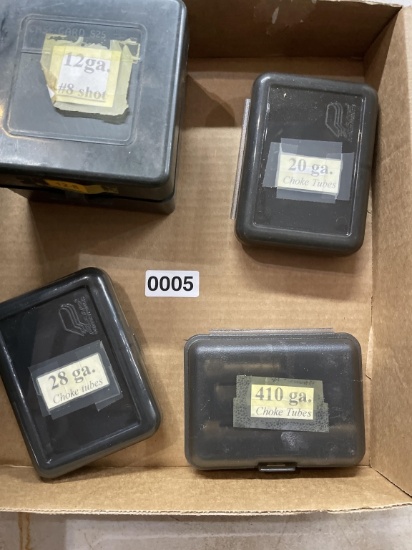 12ga.
#8 shot
20 ga.
Choke Tubes
0005
28 ga.
Choke tubes
410 ga.
Choke Tubes